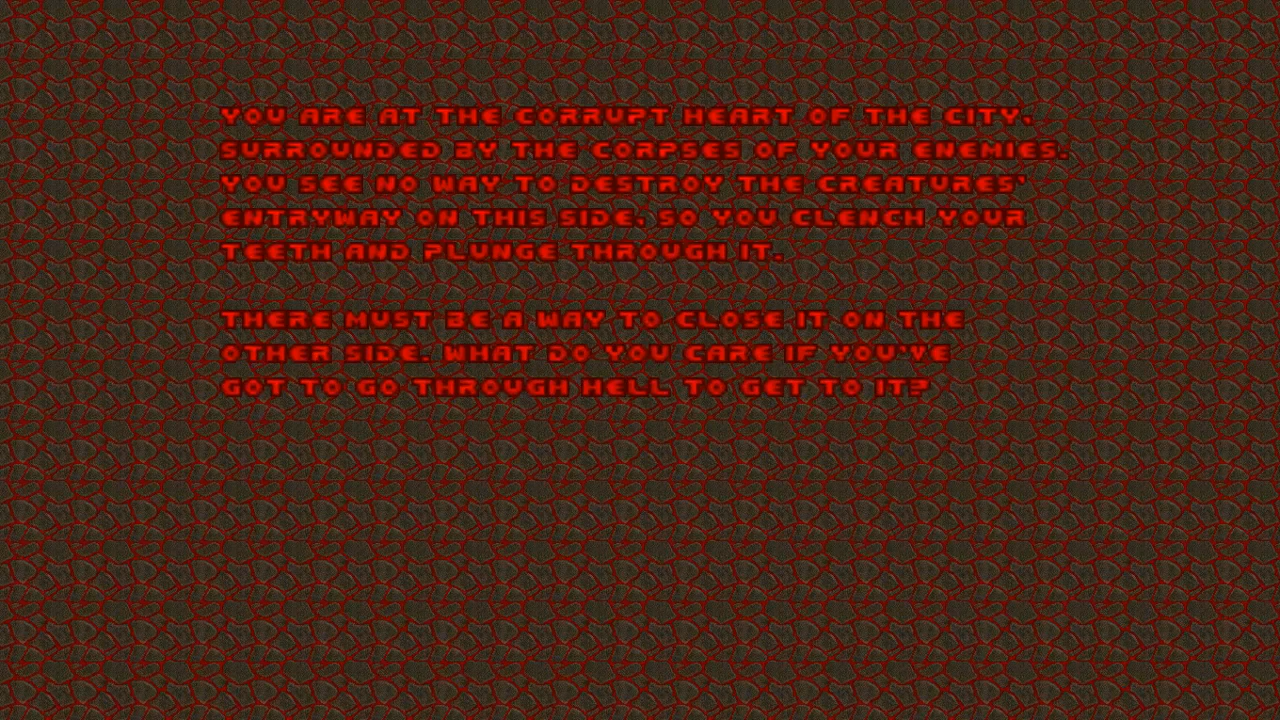 YOU ARE AT THE CORRUPT HEART OF THE CITY,
SURROUNDED BY THE CORPSES OF YOUR ENEMIES.
YOU SEE NO WAY TO DESTROY THE CREATURES'
ENTRYWAY ON THIS SIDE, SO YOU CLENCH YOUR
TEETH AND PLUNGE THROUGH IT.
THERE MUST BE A WAY TO CLOSE IT ON THE
OTHER SIDE. WHAT DO YOU CARE IF YOU'VE
GOT TO GO THROUGH HELL TO GET TO IT?